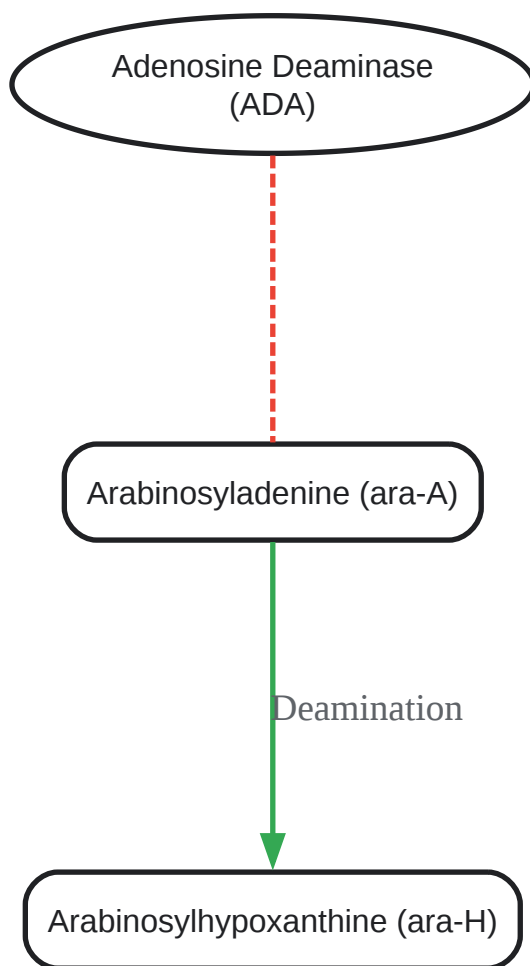 Adenosine Deaminase
(ADA)
Arabinosyladenine (ara-A)
Deamination
Arabinosylhypoxanthine (ara-H)